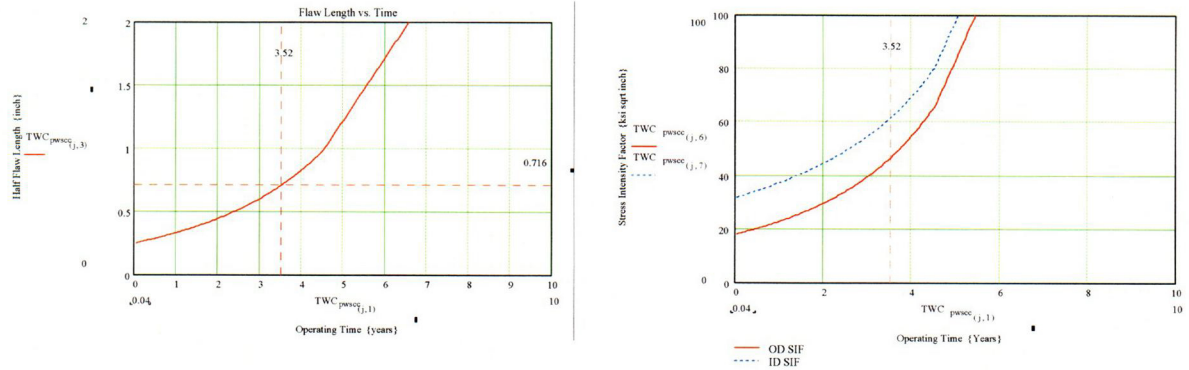 Flaw Length vs. Time
2
2
3.52
1.5
Half Flaw Length {inch}
TWC pwscc (j,3)
1
0.716
0.5
0
0
0 1 2 3 4 5 6 7 8 9 10
0.04
TWC pwscc (j,1)
10
Operating Time {years}
100
100
3.52
80
Stress Intensity Factor {ksi sqrt inch}
TWC pwscc (j,6)
TWC pwscc (j,7)
60
40
20
0
0
0 2 4 6 8 10
0.04
TWC pwscc (j,1)
10
Operating Time {Years}
OD SIF
ID SIF